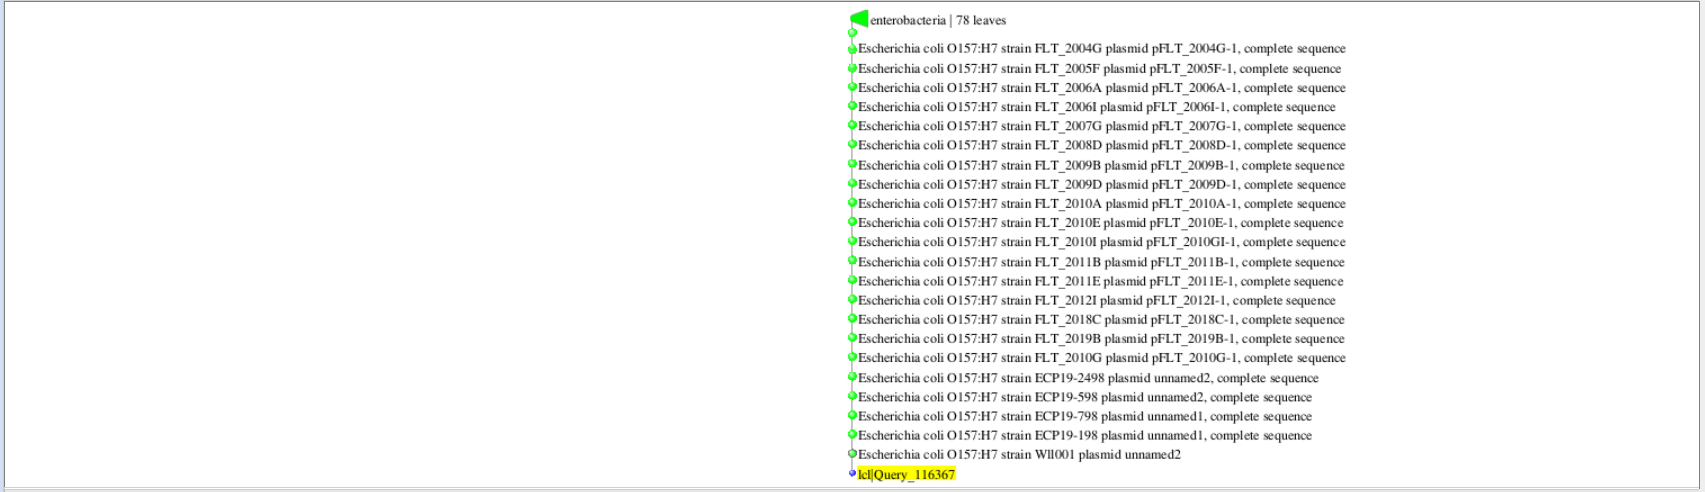 enterobacteria | 78 leaves
Escherichia coli O157:H7 strain FLT_2004G plasmid pFLT_2004G-1, complete sequence
Escherichia coli O157:H7 strain FLT_2005F plasmid pFLT_2005F-1, complete sequence
Escherichia coli O157:H7 strain FLT_2006A plasmid pFLT_2006A-1, complete sequence
Escherichia coli O157:H7 strain FLT_2006I plasmid pFLT_2006I-1, complete sequence
Escherichia coli O157:H7 strain FLT_2007G plasmid pFLT_2007G-1, complete sequence
Escherichia coli O157:H7 strain FLT_2008D plasmid pFLT_2008D-1, complete sequence
Escherichia coli O157:H7 strain FLT_2009B plasmid pFLT_2009B-1, complete sequence
Escherichia coli O157:H7 strain FLT_2009D plasmid pFLT_2009D-1, complete sequence
Escherichia coli O157:H7 strain FLT_2010A plasmid pFLT_2010A-1, complete sequence
Escherichia coli O157:H7 strain FLT_2010E plasmid pFLT_2010E-1, complete sequence
Escherichia coli O157:H7 strain FLT_2010I plasmid pFLT_2010GI-1, complete sequence
Escherichia coli O157:H7 strain FLT_2011B plasmid pFLT_2011B-1, complete sequence
Escherichia coli O157:H7 strain FLT_2011E plasmid pFLT_2011E-1, complete sequence
Escherichia coli O157:H7 strain FLT_2012I plasmid pFLT_2012I-1, complete sequence
Escherichia coli O157:H7 strain FLT_2018C plasmid pFLT_2018C-1, complete sequence
Escherichia coli O157:H7 strain FLT_2019B plasmid pFLT_2019B-1, complete sequence
Escherichia coli O157:H7 strain FLT_2010G plasmid pFLT_2010G-1, complete sequence
Escherichia coli O157:H7 strain ECP19-2498 plasmid unnamed2, complete sequence
Escherichia coli O157:H7 strain ECP19-598 plasmid unnamed2, complete sequence
Escherichia coli O157:H7 strain ECP19-798 plasmid unnamed1, complete sequence
Escherichia coli O157:H7 strain ECP19-198 plasmid unnamed1, complete sequence
Escherichia coli O157:H7 strain Wll001 plasmid unnamed2
lcl|Query_116367